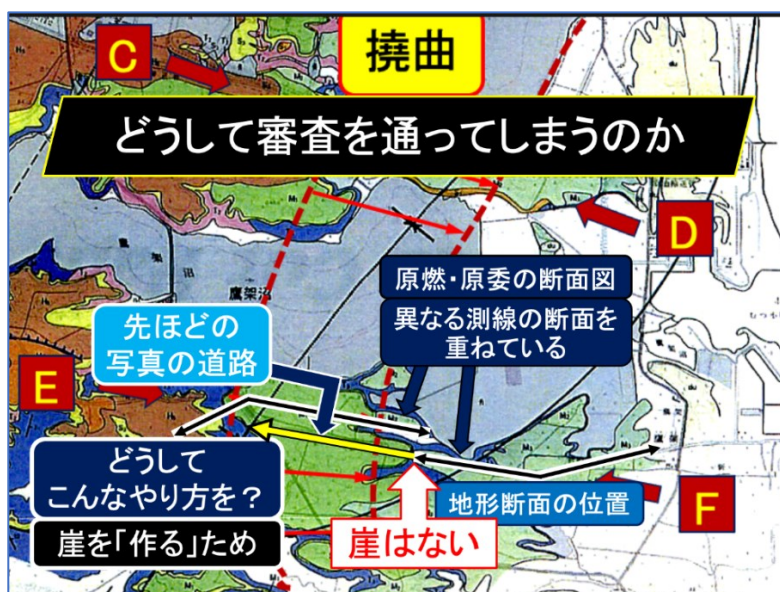 C
撓曲
どうして審査を通ってしまうのか
D
鷹架沼
原燃・原委の断面図
異なる測線の断面を
重ねている
先ほどの
写真の道路
E
どうして
こんなやり方を？
崖を「作る」ため
崖はない
地形断面の位置
F